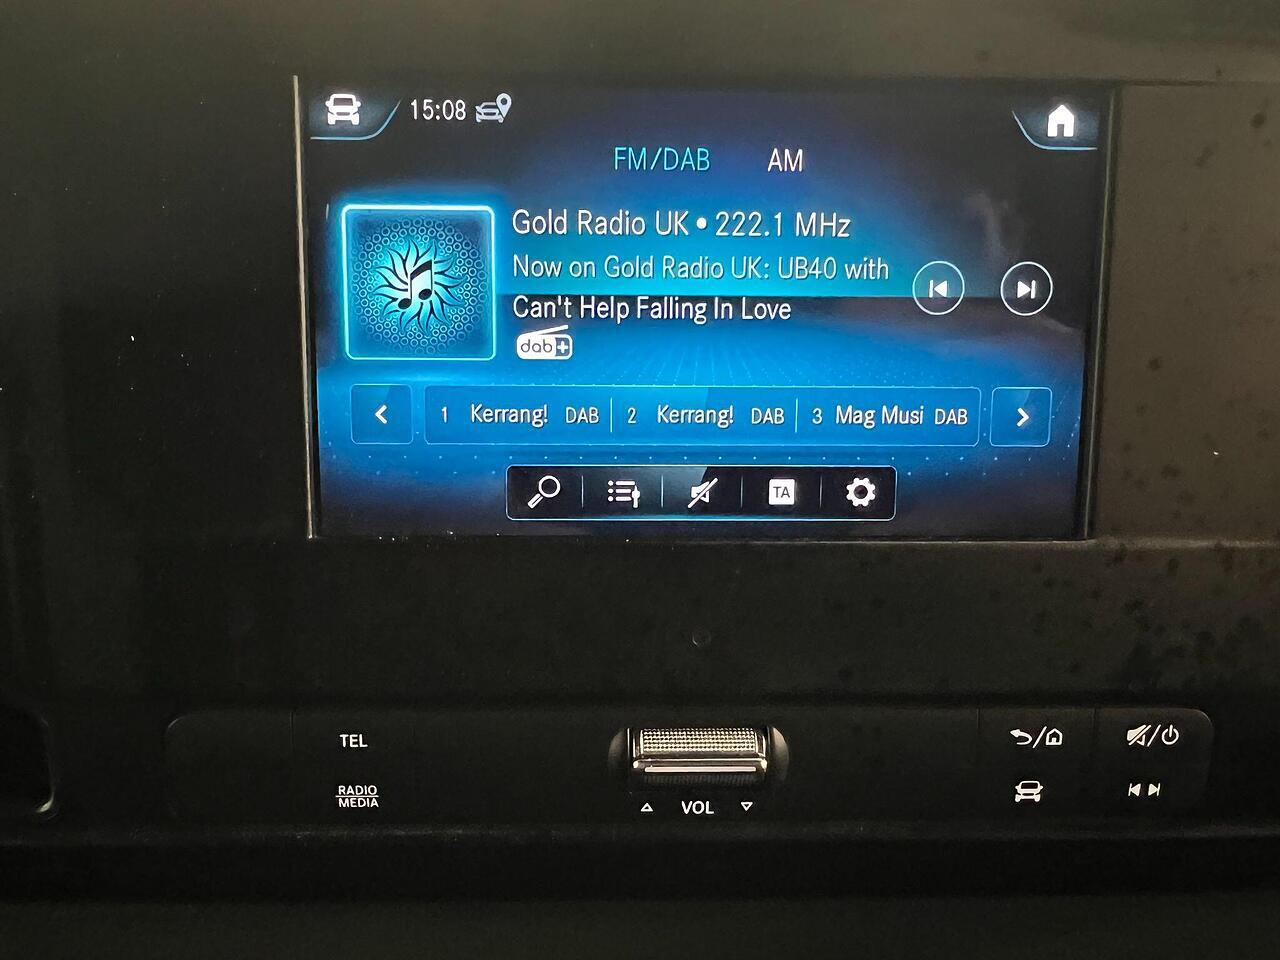 15:08
FM/DAB AM
Gold Radio UK • 222.1 MHz
Now on Gold Radio UK: UB40 with
Can't Help Falling In Love
dab+
1 Kerrang! DAB 2 Kerrang! DAB 3 Mag Musi DAB
TA
TEL
RADIO
MEDIA
VOL